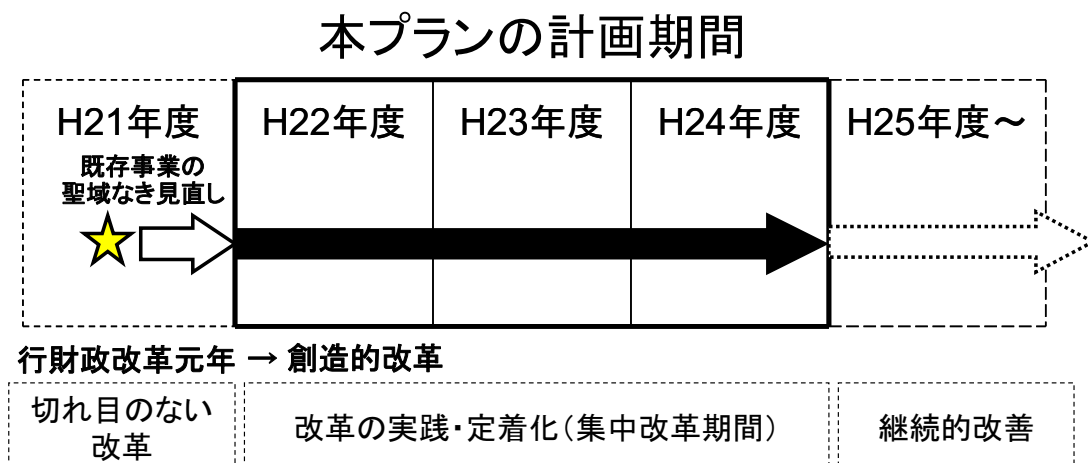 本プランの計画期間
H21年度
H22年度
H23年度
H24年度
H25年度～
既存事業の
聖域なき見直し
行財政改革元年 → 創造的改革
切れ目のない
改革
改革の実践・定着化（集中改革期間）
継続的改善